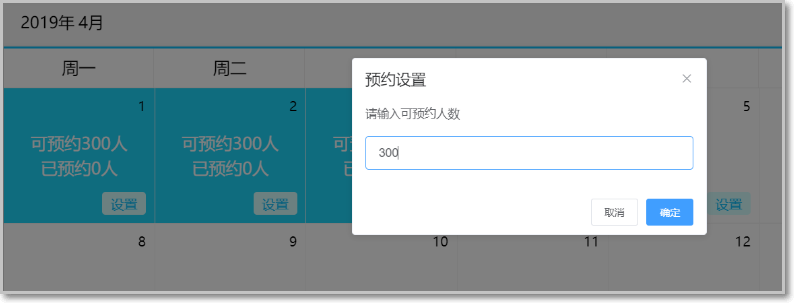 2019年 4月
周一
周二
预约设置
请输入可预约人数
300
取消
确定
1
2
5
可预约300人
可预约300人
可
已预约0人
已预约0人
已
设置
设置
设置
8
9
10
11
12